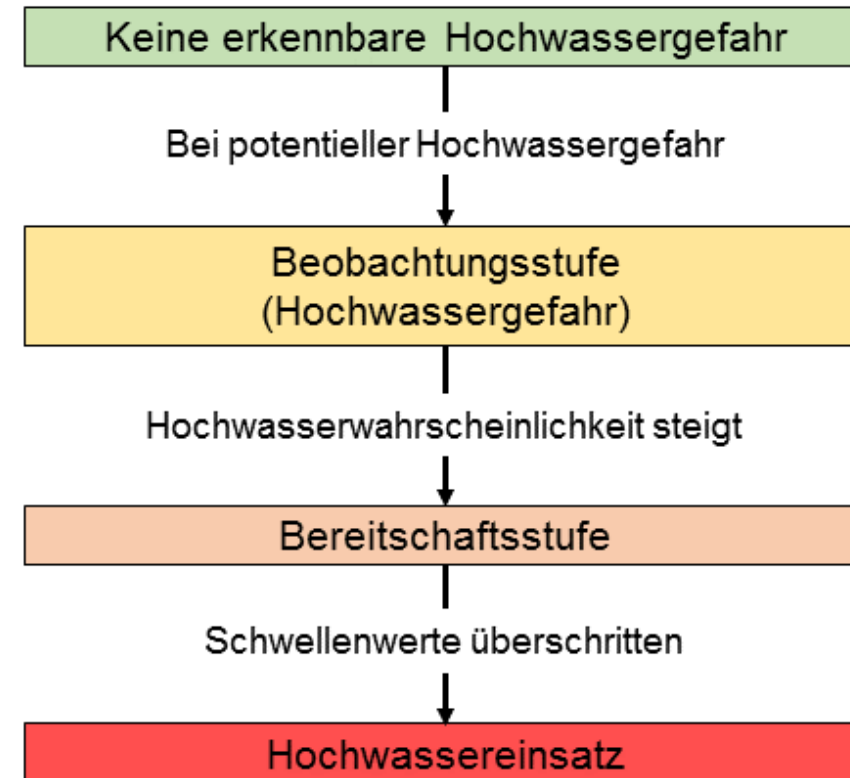 Keine erkennbare Hochwassergefahr
Bei potentieller Hochwassergefahr
Beobachtungsstufe
(Hochwassergefahr)
Hochwasserwahrscheinlichkeit steigt
Bereitschaftsstufe
Schwellenwerte überschritten
Hochwassereinsatz